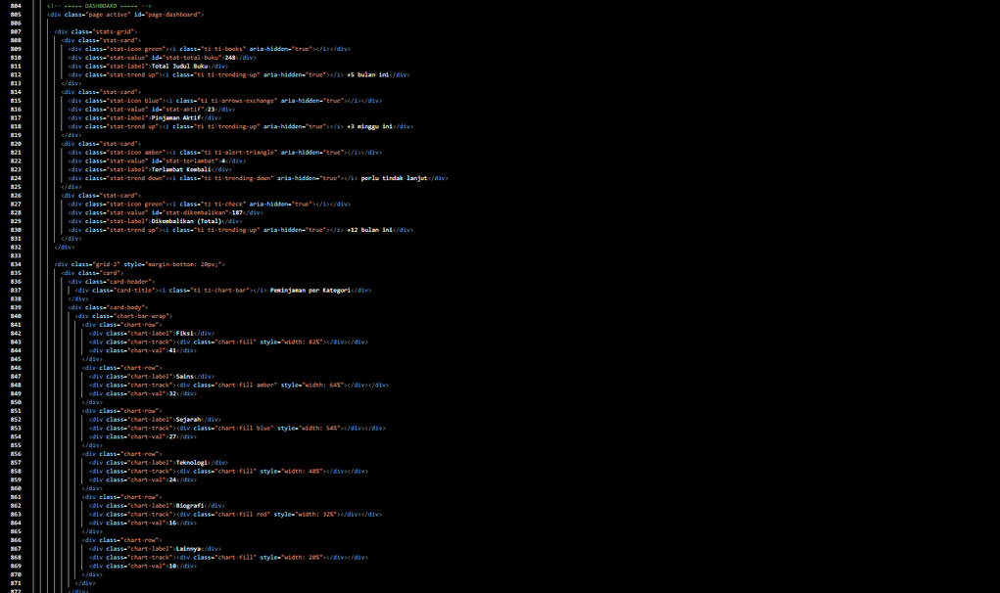 804 <!-- ===== DASHBOARD ===== -->
805 <div class="page active" id="page-dashboard">
806
807 <div class="stats-grid">
808 <div class="stat-card">
809 <div class="stat-icon green"><i class="ti ti-books" aria-hidden="true"></i></div>
810 <div class="stat-value" id="stat-total-buku">248</div>
811 <div class="stat-label">Total Judul Buku</div>
812 <div class="stat-trend up"><i class="ti ti-trending-up" aria-hidden="true"></i> +5 bulan ini</div>
813 </div>
814 <div class="stat-card">
815 <div class="stat-icon blue"><i class="ti ti-arrows-exchange" aria-hidden="true"></i></div>
816 <div class="stat-value" id="stat-aktif">23</div>
817 <div class="stat-label">Pinjaman Aktif</div>
818 <div class="stat-trend up"><i class="ti ti-trending-up" aria-hidden="true"></i> +3 minggu ini</div>
819 </div>
820 <div class="stat-card">
821 <div class="stat-icon amber"><i class="ti ti-alert-triangle" aria-hidden="true"></i></div>
822 <div class="stat-value" id="stat-terlambat">4</div>
823 <div class="stat-label">Terlambat Kembali</div>
824 <div class="stat-trend down"><i class="ti ti-trending-down" aria-hidden="true"></i> perlu tindak lanjut</div>
825 </div>
826 <div class="stat-card">
827 <div class="stat-icon green"><i class="ti ti-check" aria-hidden="true"></i></div>
828 <div class="stat-value" id="stat-dikembalikan">187</div>
829 <div class="stat-label">Dikembalikan (Total)</div>
830 <div class="stat-trend up"><i class="ti ti-trending-up" aria-hidden="true"></i> +12 bulan ini</div>
831 </div>
832 </div>
833
834 <div class="grid-2" style="margin-bottom: 20px;">
835 <div class="card">
836 <div class="card-header">
837 <div class="card-title"><i class="ti ti-chart-bar"></i> Peminjaman per Kategori</div>
838 </div>
839 <div class="card-body">
840 <div class="chart-bar-wrap">
841 <div class="chart-row">
842 <div class="chart-label">Fiksi</div>
843 <div class="chart-track"><div class="chart-fill" style="width: 82%"></div></div>
844 <div class="chart-val">41</div>
845 </div>
846 <div class="chart-row">
847 <div class="chart-label">Sains</div>
848 <div class="chart-track"><div class="chart-fill amber" style="width: 64%"></div></div>
849 <div class="chart-val">32</div>
850 </div>
851 <div class="chart-row">
852 <div class="chart-label">Sejarah</div>
853 <div class="chart-track"><div class="chart-fill blue" style="width: 54%"></div></div>
854 <div class="chart-val">27</div>
855 </div>
856 <div class="chart-row">
857 <div class="chart-label">Teknologi</div>
858 <div class="chart-track"><div class="chart-fill" style="width: 48%"></div></div>
859 <div class="chart-val">24</div>
860 </div>
861 <div class="chart-row">
862 <div class="chart-label">Biografi</div>
863 <div class="chart-track"><div class="chart-fill red" style="width: 32%"></div></div>
864 <div class="chart-val">16</div>
865 </div>
866 <div class="chart-row">
867 <div class="chart-label">Lainnya</div>
868 <div class="chart-track"><div class="chart-fill" style="width: 20%"></div></div>
869 <div class="chart-val">10</div>
870 </div>
871 </div>
872 </div>